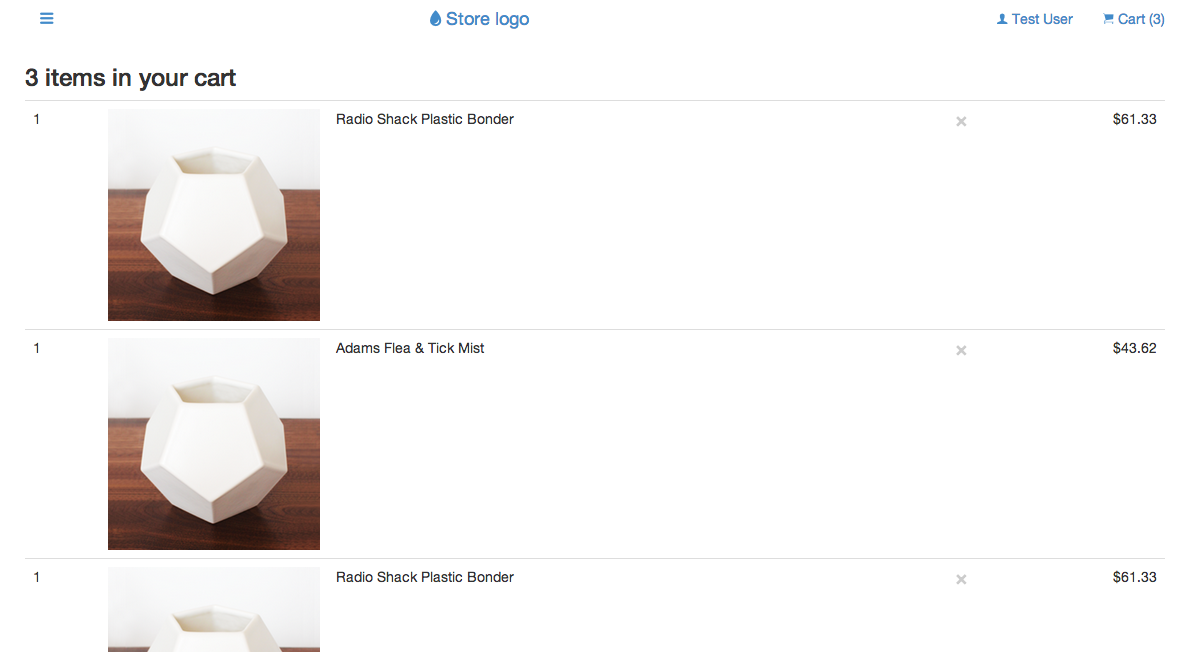 Store logo
Test User
Cart (3)
3 items in your cart
1 Radio Shack Plastic Bonder $61.33
1 Adams Flea & Tick Mist $43.62
1 Radio Shack Plastic Bonder $61.33